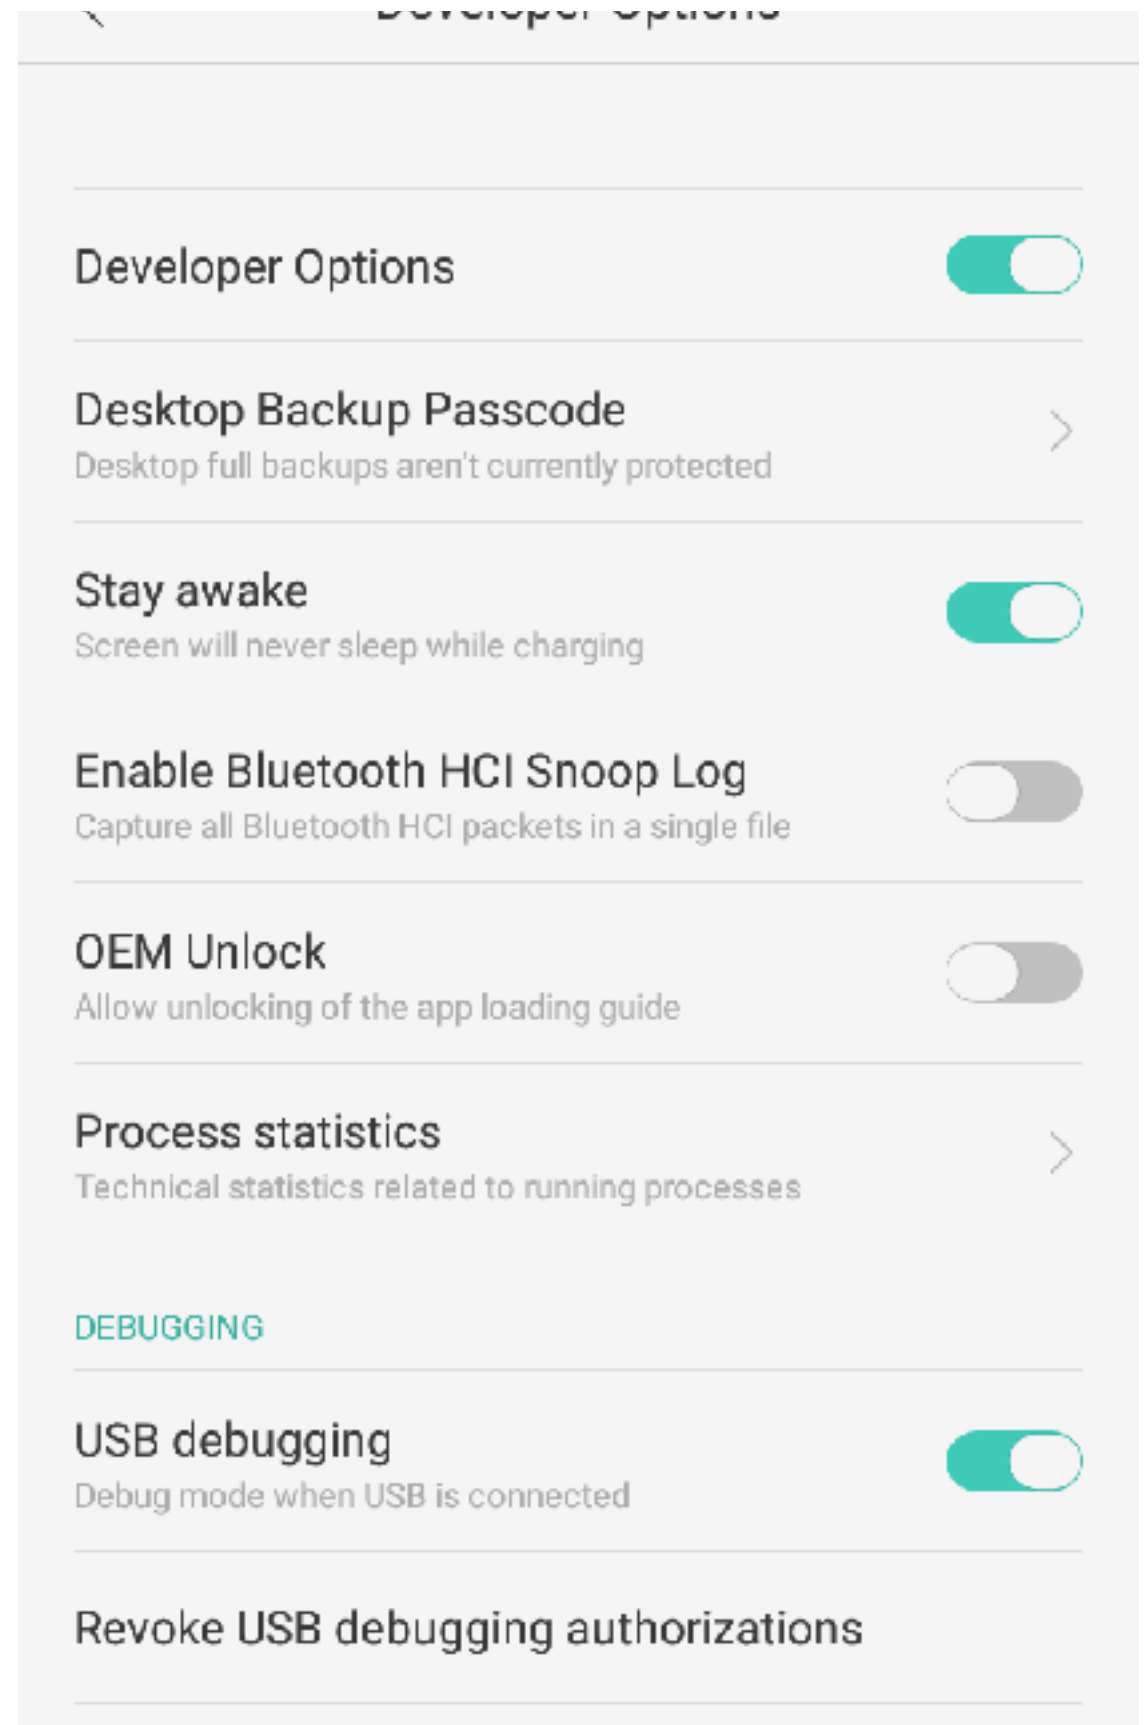 Developer Options
Developer Options
Desktop Backup Passcode
Desktop full backups aren't currently protected
Stay awake
Screen will never sleep while charging
Enable Bluetooth HCI Snoop Log
Capture all Bluetooth HCI packets in a single file
OEM Unlock
Allow unlocking of the app loading guide
Process statistics
Technical statistics related to running processes
DEBUGGING
USB debugging
Debug mode when USB is connected
Revoke USB debugging authorizations